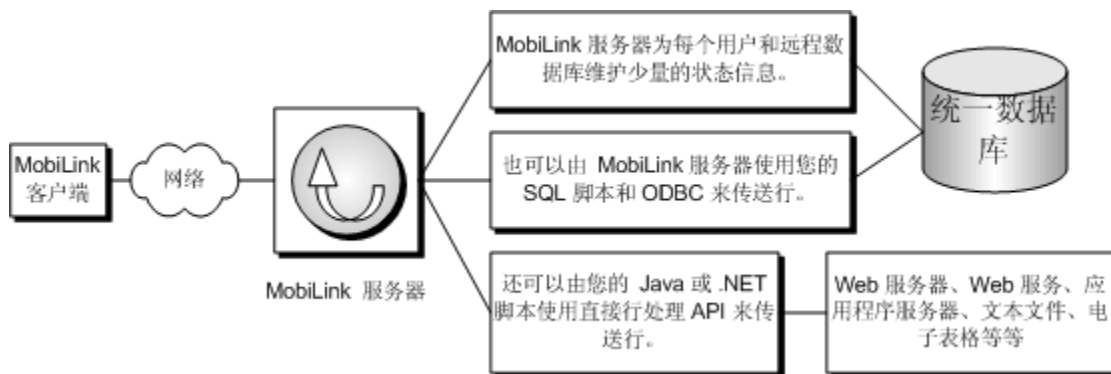 MobiLink
客户端
网络
MobiLink 服务器
MobiLink 服务器为每个用户和远程数
据库维护少量的状态信息。
也可以由 MobiLink 服务器使用您的
SQL 脚本和 ODBC 来传送行。
还可以由您的 Java 或 .NET
脚本使用直接行处理 API 来传
送行。
统一数据
库
Web 服务器、Web 服务、应
用程序服务器、文本文件、电
子表格等等